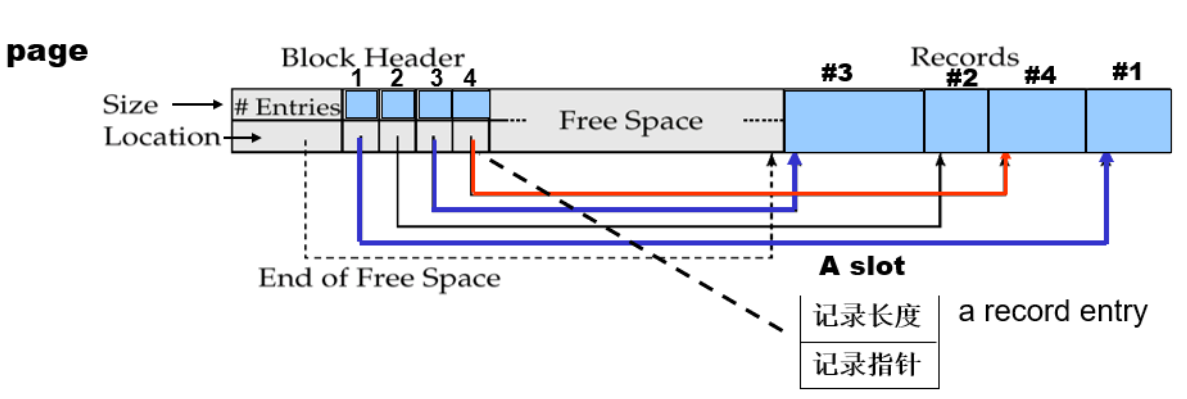 page
Block Header
Records
1 2 3 4
#3 #2 #4 #1
Size
# Entries
Free Space
Location
End of Free Space
A slot
记录长度
a record entry
记录指针